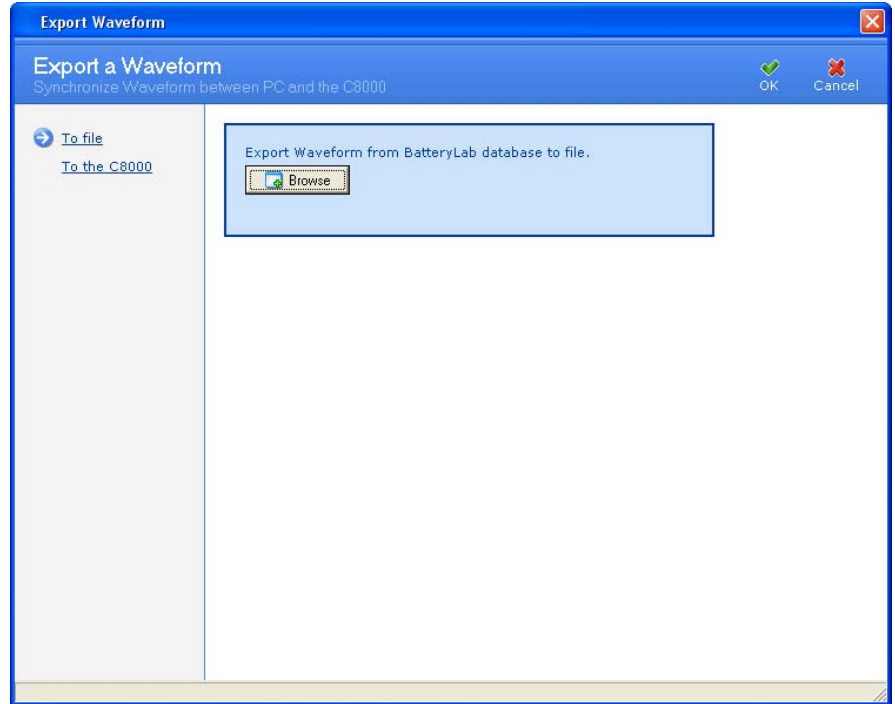 Export Waveform
Export a Waveform
Synchronize Waveform between PC and the C8000
OK
Cancel
To file
To the C8000
Export Waveform from BatteryLab database to file.
Browse